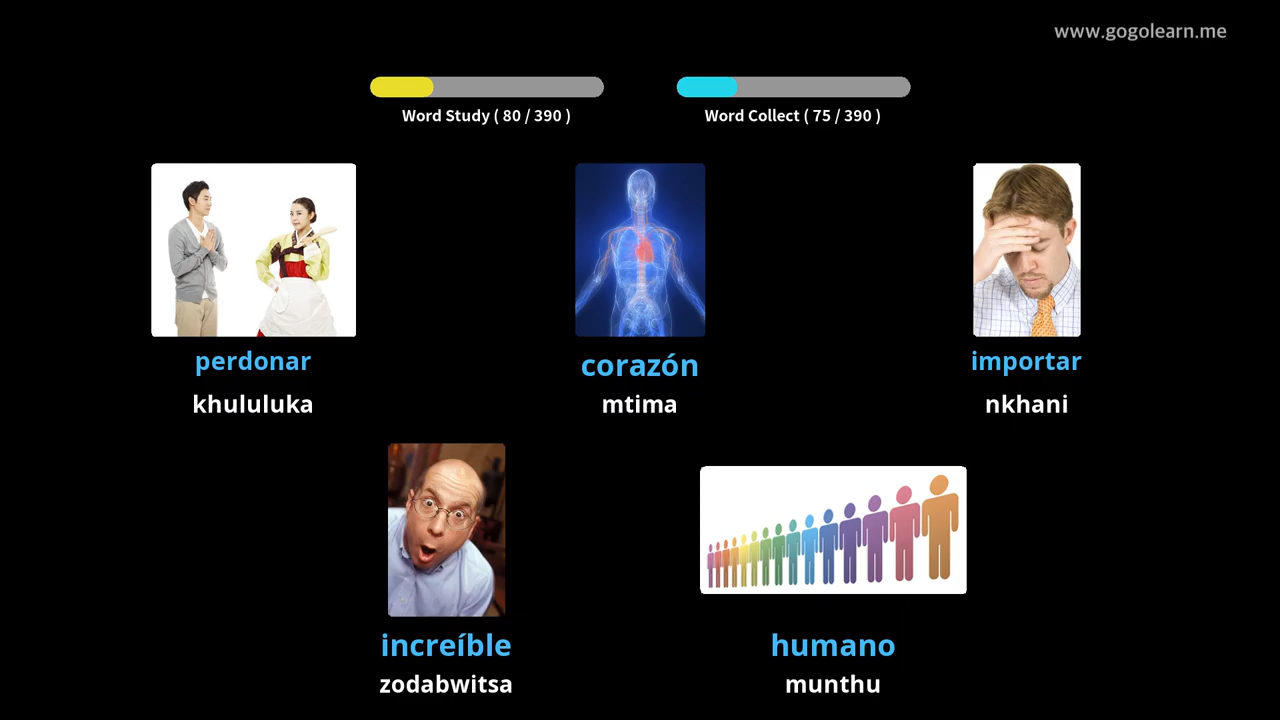 www.gogolearn.me
Word Study ( 80 / 390 )
Word Collect ( 75 / 390 )
perdonar
khululuka
corazón
mtima
importar
nkhani
increíble
zodabwitsa
humano
munthu